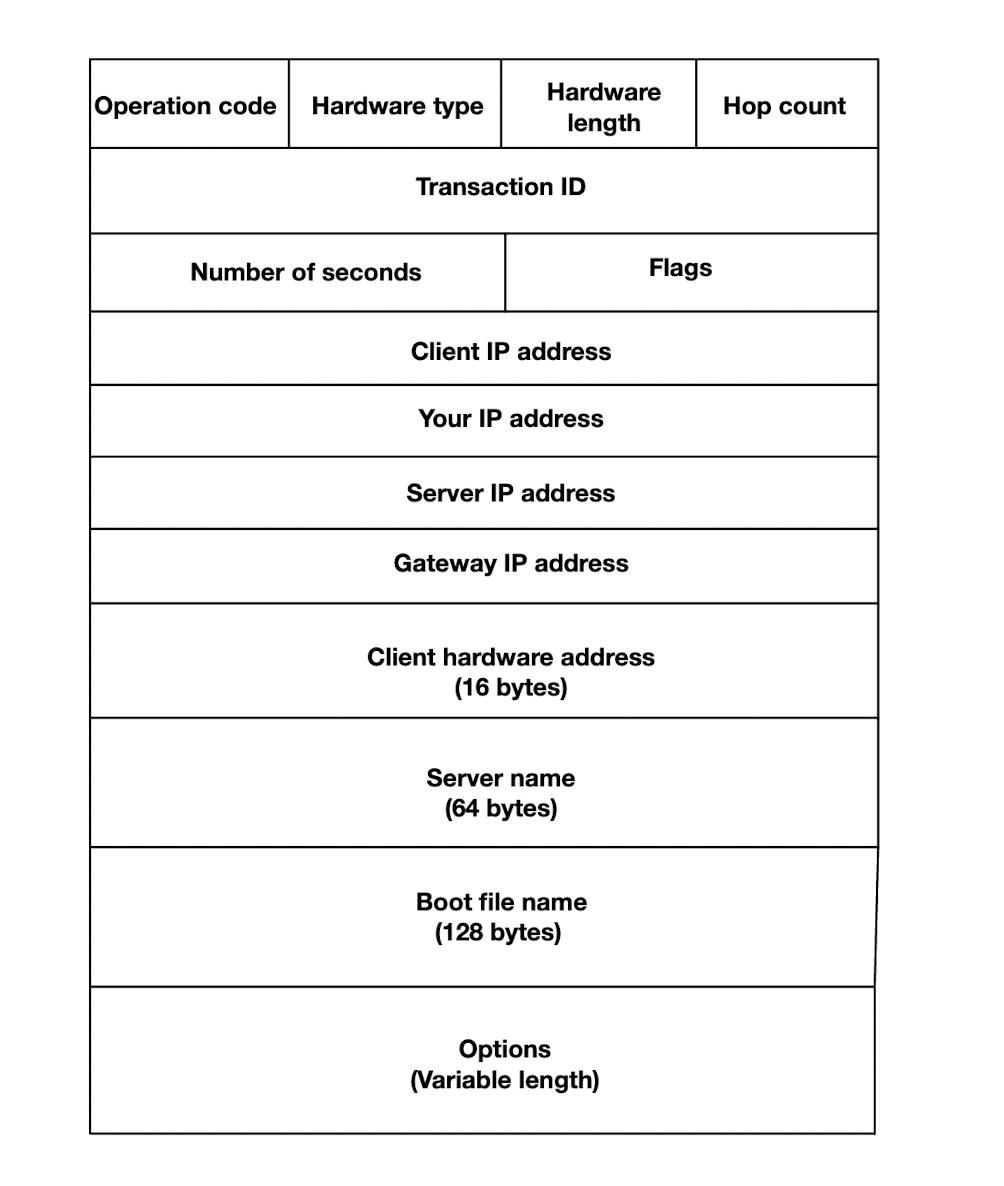 Operation code
Hardware type
Hardware
length
Hop count
Transaction ID
Number of seconds
Flags
Client IP address
Your IP address
Server IP address
Gateway IP address
Client hardware address
(16 bytes)
Server name
(64 bytes)
Boot file name
(128 bytes)
Options
(Variable length)